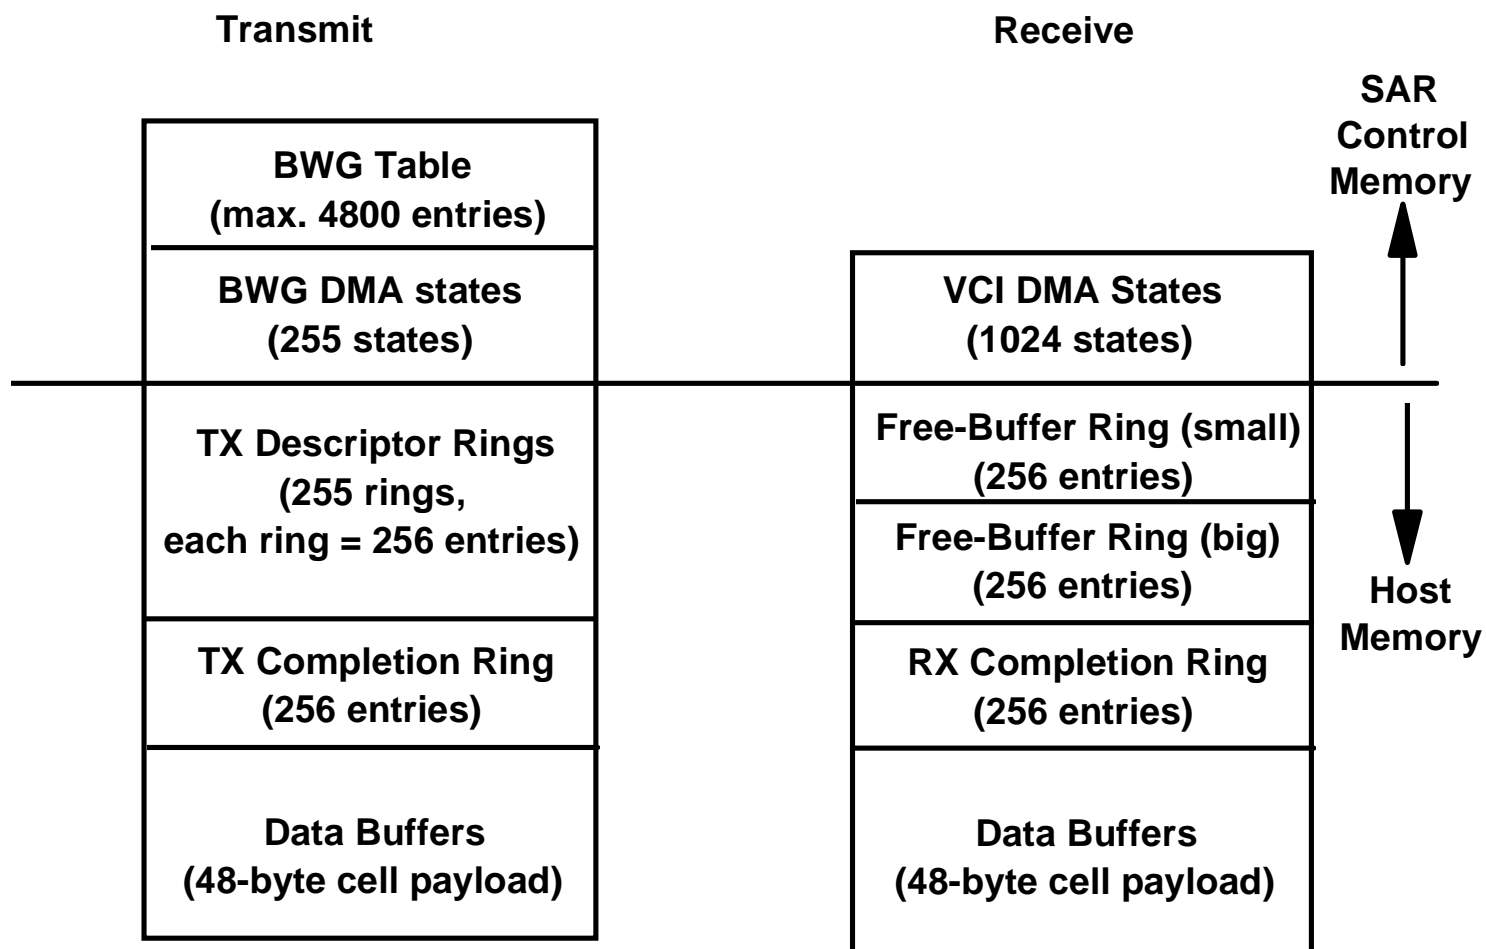 Transmit
Receive
SAR
Control
Memory
BWG Table
(max. 4800 entries)
BWG DMA states
(255 states)
VCI DMA States
(1024 states)
TX Descriptor Rings
(255 rings,
each ring = 256 entries)
Free-Buffer Ring (small)
(256 entries)
Free-Buffer Ring (big)
(256 entries)
Host
Memory
TX Completion Ring
(256 entries)
RX Completion Ring
(256 entries)
Data Buffers
(48-byte cell payload)
Data Buffers
(48-byte cell payload)